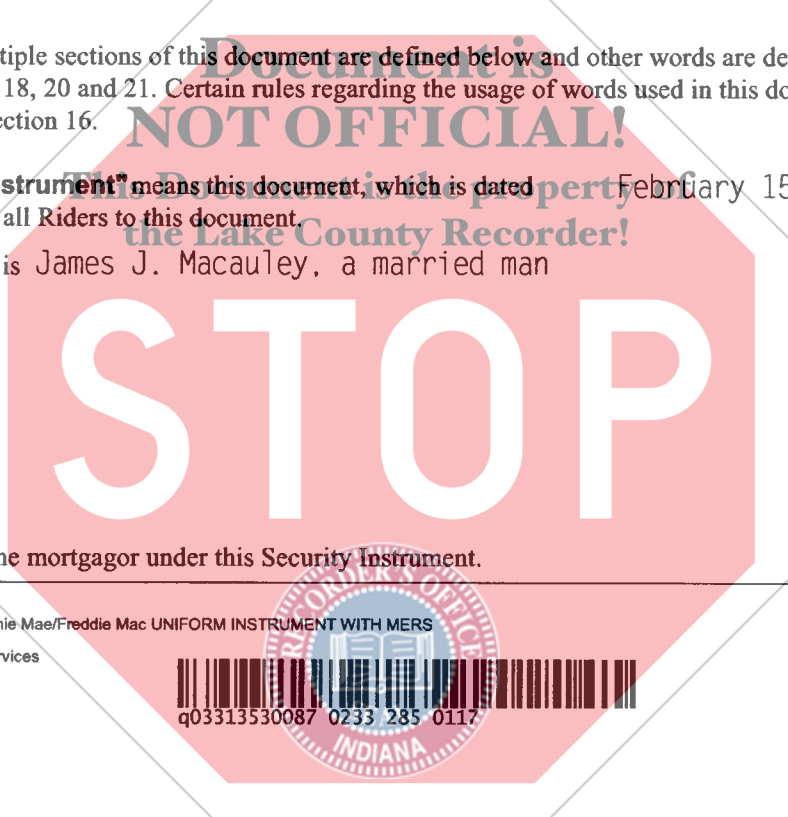 tiple sections of this document are defined below and other words are de
Document is
18, 20 and 21. Certain rules regarding the usage of words used in this do
ection 16.
NOT OFFICIAL!
strument" means this document, which is dated February 15
This Document is the property of
all Riders to this document.
the Lake County Recorder!
is James J. Macauley, a married man
STOP
ne mortgagor under this Security Instrument.
RECORDER'S OFFICE
nie Mae/Freddie Mac UNIFORM INSTRUMENT WITH MERS
rvices
q03313530087 0233 285 0117
INDIANA